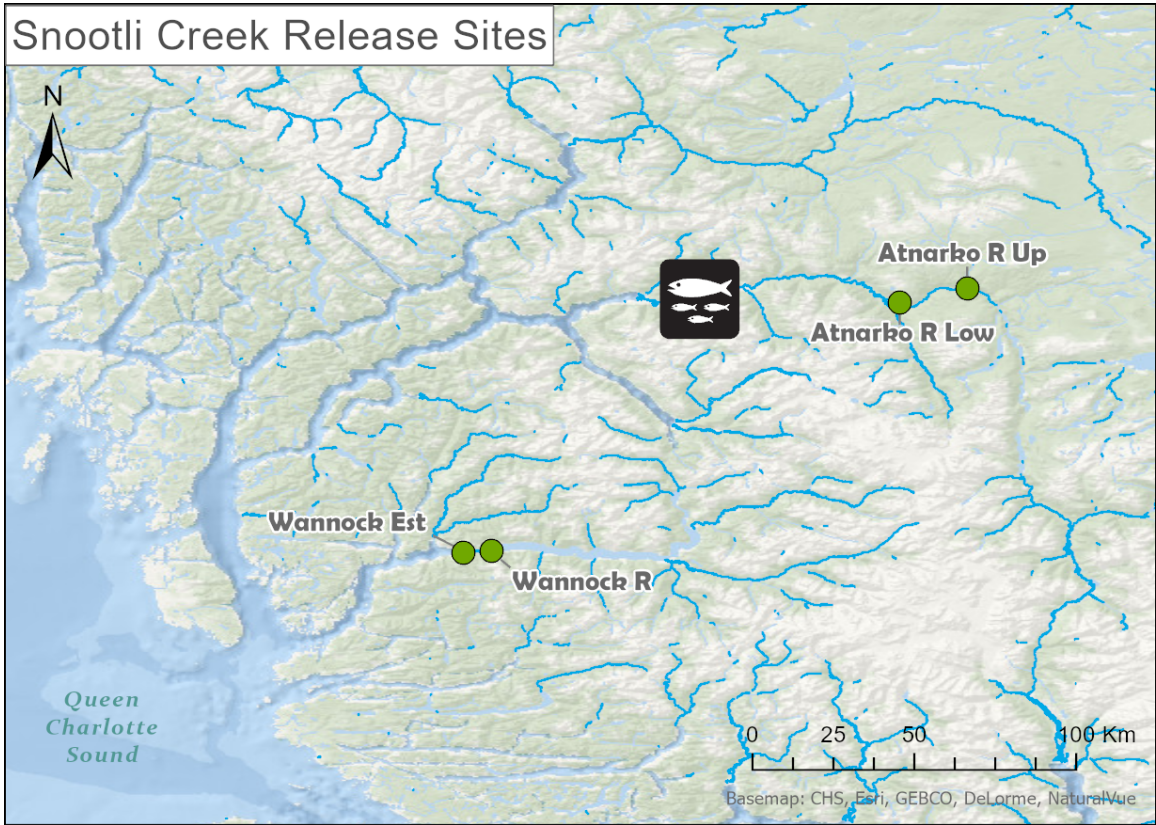 Snootli Creek Release Sites
N
Atnarko R Up
Atnarko R Low
Wannock Est
Wannock R
Queen
Charlotte
Sound
0 25 50 100 Km
Basemap: CHS, Esri, GEBCO, DeLorme, NaturalVue